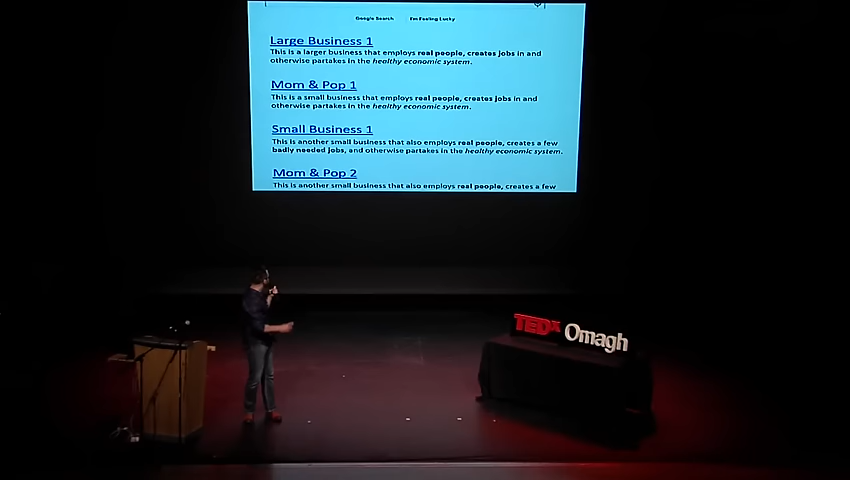 Google Search I'm Feeling Lucky
Large Business 1
This is a larger business that employs real people, creates jobs in and
otherwise partakes in the healthy economic system.
Mom & Pop 1
This is a small business that employs real people, creates jobs in and
otherwise partakes in the healthy economic system.
Small Business 1
This is another small business that also employs real people, creates a few
badly needed jobs, and otherwise partakes in the healthy economic system.
Mom & Pop 2
This is another small business that also employs real people, creates a few
TEDx Omagh